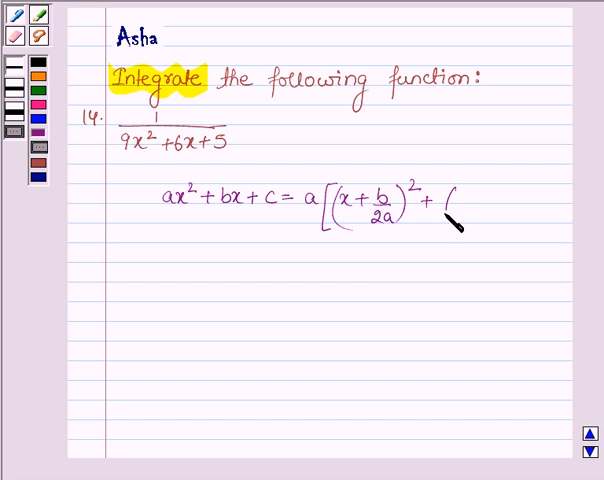 Asha
Integrate the following function:
14. 1
9x² + 6x + 5
ax² + bx + c = a [(x + b/2a)² + (